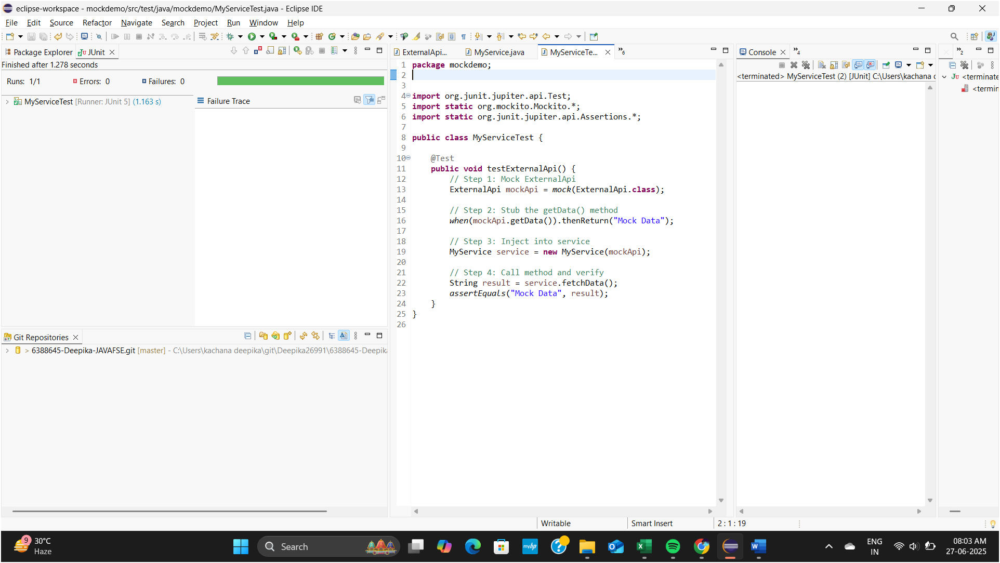 eclipse-workspace - mockdemo/src/test/java/mockdemo/MyServiceTest.java - Eclipse IDE
File Edit Source Refactor Navigate Search Project Run Window Help
Package Explorer JUnit
Finished after 1.278 seconds
Runs: 1/1 Errors: 0 Failures: 0
MyServiceTest [Runner: JUnit 5] (1.163 s)
Failure Trace
Git Repositories
> 6388645-Deepika-JAVAFSE.git [master] - C:\Users\kachana deepika\git\Deepika26991\6388645-Deepika
ExternalApi... MyService.java MyServiceTe... »6
1 package mockdemo;
2
3
4 import org.junit.jupiter.api.Test;
5 import static org.mockito.Mockito.*;
6 import static org.junit.jupiter.api.Assertions.*;
7
8 public class MyServiceTest {
9
10 @Test
11 public void testExternalApi() {
12 // Step 1: Mock ExternalApi
13 ExternalApi mockApi = mock(ExternalApi.class);
14
15 // Step 2: Stub the getData() method
16 when(mockApi.getData()).thenReturn("Mock Data");
17
18 // Step 3: Inject into service
19 MyService service = new MyService(mockApi);
20
21 // Step 4: Call method and verify
22 String result = service.fetchData();
23 assertEquals("Mock Data", result);
24 }
25 }
26
Console »4
<terminated> MyServiceTest (2) [JUnit] C:\Users\kachana d
»2
<terminate
<termin
Writable Smart Insert 2 : 1 : 19
9
30°C
Haze
Search
myhp
ENG
IN
08:03 AM
27-06-2025